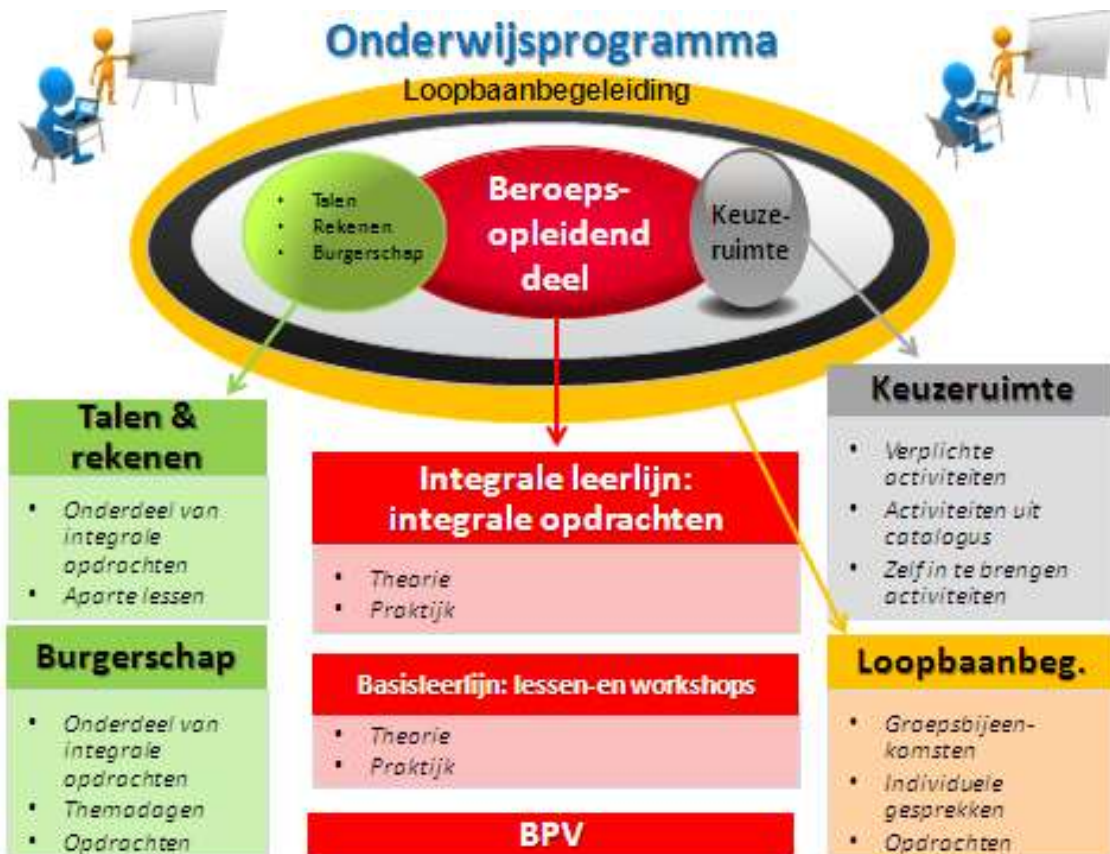 Onderwijsprogramma
Loopbaanbegeleiding
• Talen
• Rekenen
• Burgerschap
Beroeps-
opleidend
deel
Keuze-
ruimte
Talen &
rekenen
• Onderdeel van
integrale
opdrachten
• Aparte lessen
Burgerschap
• Onderdeel van
integrale
opdrachten
• Themadagen
• Opdrachten
Integrale leerlijn:
integrale opdrachten
• Theorie
• Praktijk
Basisleerlijn: lessen-en workshops
• Theorie
• Praktijk
BPV
Keuzeruimte
• Verplichte
activiteiten
• Activiteiten uit
catalogus
• Zelf in te brengen
activiteiten
Loopbaanbeg.
• Groepsbijeen-
komsten
• Individuele
gesprekken
• Opdrachten